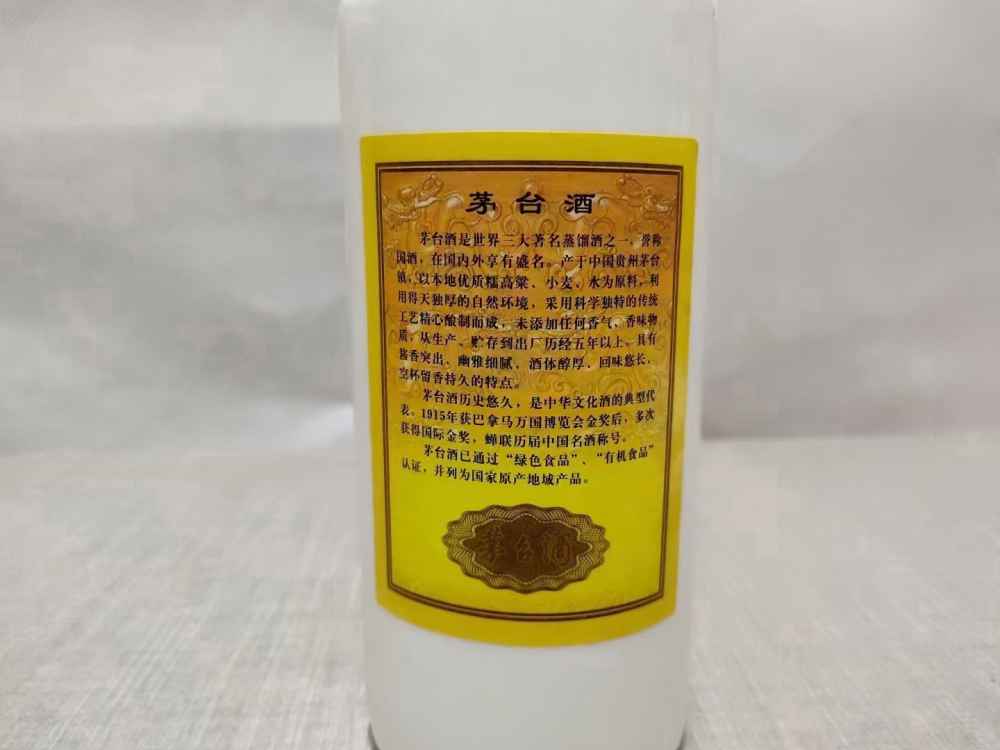 茅台酒
茅台酒是世界三大著名蒸馏酒之一，誉称
国酒，在国内外享有盛名。产于中国贵州茅台
镇，以本地优质糯高粱、小麦、水为原料，利
用得天独厚的自然环境，采用科学独特的传统
工艺精心酿制而成，未添加任何香气、香味物
质，从生产、贮存到出厂历经五年以上。具有
酱香突出、幽雅细腻、酒体醇厚、回味悠长、
空杯留香持久的特点。
茅台酒历史悠久，是中华文化酒的典型代
表。1915年获巴拿马万国博览会金奖后，多次
获得国际金奖，蝉联历届中国名酒称号。
茅台酒已通过“绿色食品”、“有机食品”
认证，并列为国家原产地域产品。
茅台酒